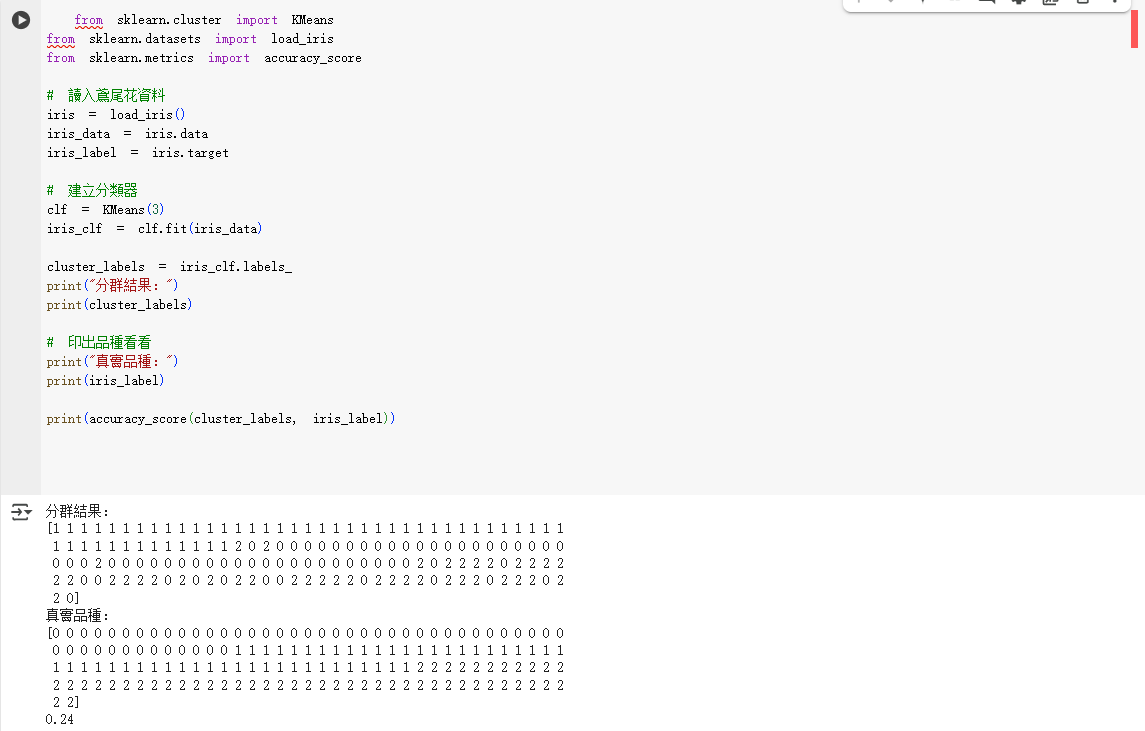 from sklearn.cluster import KMeans
from sklearn.datasets import load_iris
from sklearn.metrics import accuracy_score
# 讀入鳶尾花資料
iris = load_iris()
iris_data = iris.data
iris_label = iris.target
# 建立分類器
clf = KMeans(3)
iris_clf = clf.fit(iris_data)
cluster_labels = iris_clf.labels_
print("分群結果：")
print(cluster_labels)
# 印出品種看看
print("真實品種：")
print(iris_label)
print(accuracy_score(cluster_labels, iris_label))
分群結果：
[1 1 1 1 1 1 1 1 1 1 1 1 1 1 1 1 1 1 1 1 1 1 1 1 1 1 1 1 1 1 1 1 1 1 1 1 1
1 1 1 1 1 1 1 1 1 1 1 1 1 2 0 2 0 0 0 0 0 0 0 0 0 0 0 0 0 0 0 0 0 0 0 0 0
0 0 0 2 0 0 0 0 0 0 0 0 0 0 0 0 0 0 0 0 0 0 0 0 0 0 2 0 2 2 2 2 0 2 2 2 2
2 2 0 0 2 2 2 2 0 2 0 2 0 2 2 0 0 2 2 2 2 2 0 2 2 2 2 0 2 2 2 0 2 2 2 0 2
2 0]
真實品種：
[0 0 0 0 0 0 0 0 0 0 0 0 0 0 0 0 0 0 0 0 0 0 0 0 0 0 0 0 0 0 0 0 0 0 0 0 0
0 0 0 0 0 0 0 0 0 0 0 0 0 1 1 1 1 1 1 1 1 1 1 1 1 1 1 1 1 1 1 1 1 1 1 1 1
1 1 1 1 1 1 1 1 1 1 1 1 1 1 1 1 1 1 1 1 1 1 1 1 1 1 2 2 2 2 2 2 2 2 2 2 2
2 2 2 2 2 2 2 2 2 2 2 2 2 2 2 2 2 2 2 2 2 2 2 2 2 2 2 2 2 2 2 2 2 2 2 2 2
2 2]
0.24